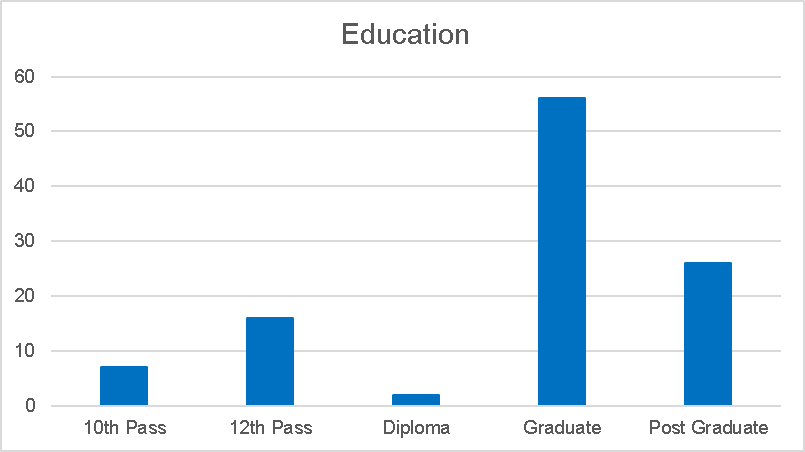 Education
60
50
40
30
20
10
0
10th Pass
12th Pass
Diploma
Graduate
Post Graduate